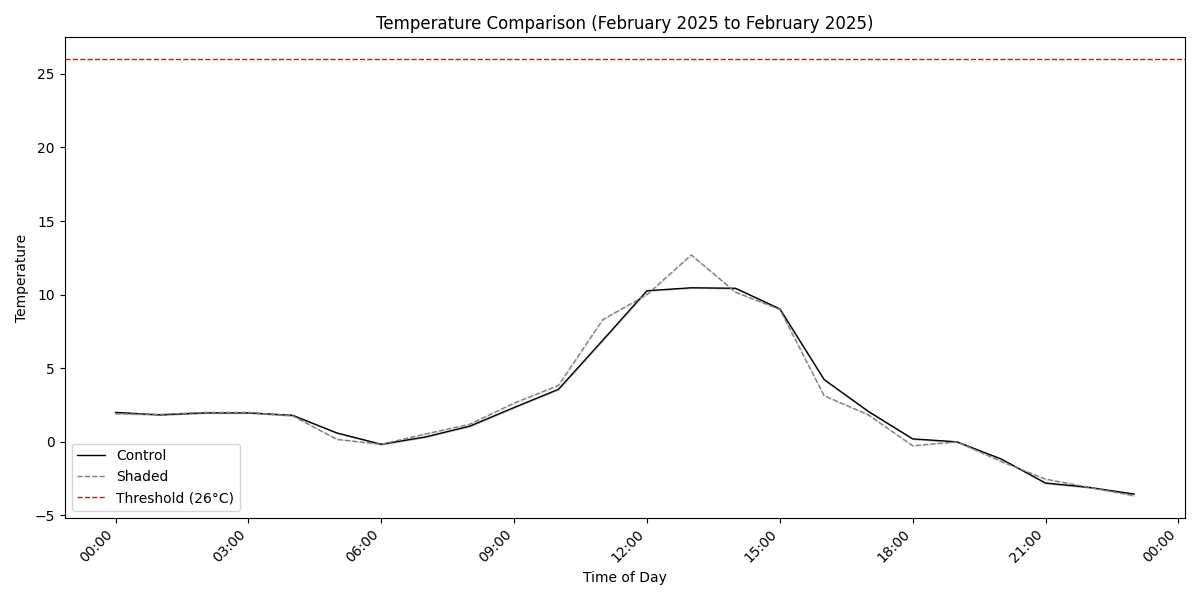 Temperature Comparison (February 2025 to February 2025)
Temperature
25
20
15
10
5
0
−5
Control
Shaded
Threshold (26°C)
00:00
03:00
06:00
09:00
12:00
15:00
18:00
21:00
00:00
Time of Day